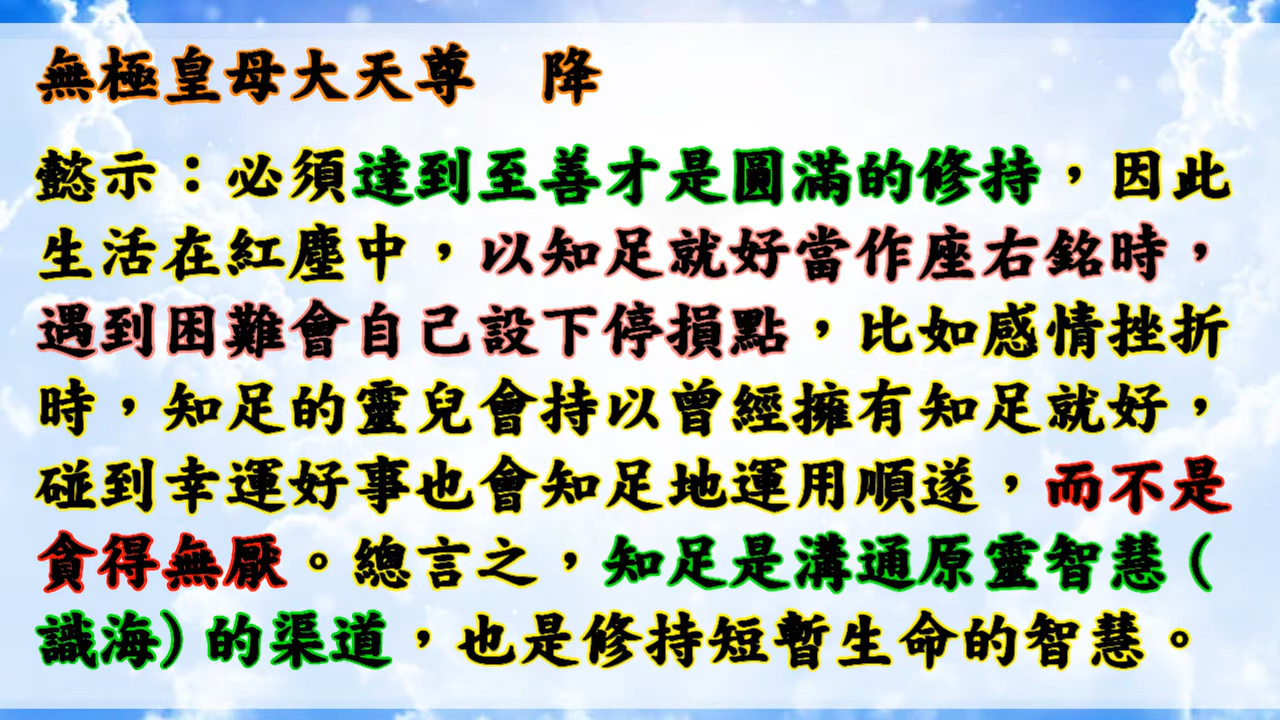 無極皇母大天尊　降
懿示：必須達到至善才是圓滿的修持，因此
生活在紅塵中，以知足就好當作座右銘時，
遇到困難會自己設下停損點，比如感情挫折
時，知足的靈兒會持以曾經擁有知足就好，
碰到幸運好事也會知足地運用順遂，而不是
貪得無厭。總言之，知足是溝通原靈智慧(
識海)的渠道，也是修持短暫生命的智慧。